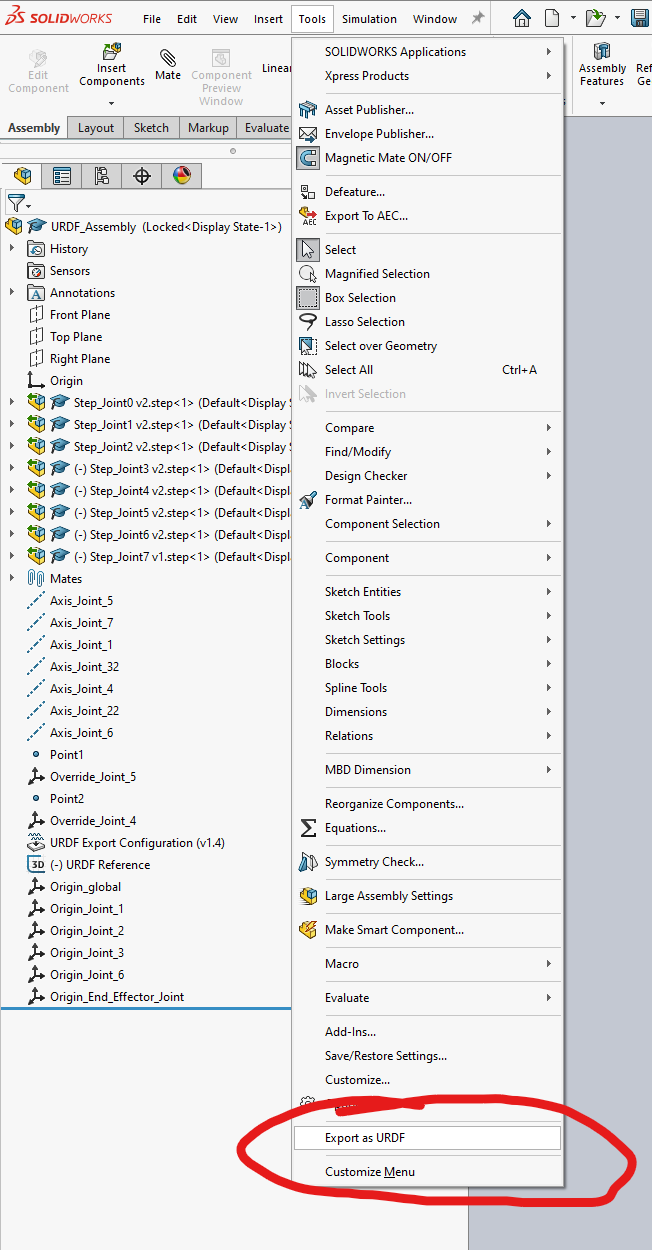 SOLIDWORKS File Edit View Insert Tools Simulation Window
Edit
Component
Insert
Components
Mate
Component
Preview
Window
Linear
Assembly
Features
Ref
Ge
Assembly Layout Sketch Markup Evaluate
URDF_Assembly (Locked<Display State-1>)
History
Sensors
Annotations
Front Plane
Top Plane
Right Plane
Origin
Step_Joint0 v2.step<1> (Default<Display S
Step_Joint1 v2.step<1> (Default<Display S
Step_Joint2 v2.step<1> (Default<Display S
(-) Step_Joint3 v2.step<1> (Default<Displ
(-) Step_Joint4 v2.step<1> (Default<Displ
(-) Step_Joint5 v2.step<1> (Default<Displ
(-) Step_Joint6 v2.step<1> (Default<Displ
(-) Step_Joint7 v1.step<1> (Default<Displ
Mates
Axis_Joint_5
Axis_Joint_7
Axis_Joint_1
Axis_Joint_32
Axis_Joint_4
Axis_Joint_22
Axis_Joint_6
Point1
Override_Joint_5
Point2
Override_Joint_4
URDF Export Configuration (v1.4)
3D (-) URDF Reference
Origin_global
Origin_Joint_1
Origin_Joint_2
Origin_Joint_3
Origin_Joint_6
Origin_End_Effector_Joint
SOLIDWORKS Applications
Xpress Products
Asset Publisher...
Envelope Publisher...
Magnetic Mate ON/OFF
Defeature...
AEC Export To AEC...
Select
Magnified Selection
Box Selection
Lasso Selection
Select over Geometry
Select All Ctrl+A
Invert Selection
Compare
Find/Modify
Design Checker
Format Painter...
Component Selection
Component
Sketch Entities
Sketch Tools
Sketch Settings
Blocks
Spline Tools
Dimensions
Relations
MBD Dimension
Reorganize Components...
Equations...
Symmetry Check...
Large Assembly Settings
Make Smart Component...
Macro
Evaluate
Add-Ins...
Save/Restore Settings...
Customize...
Export as URDF
Customize Menu